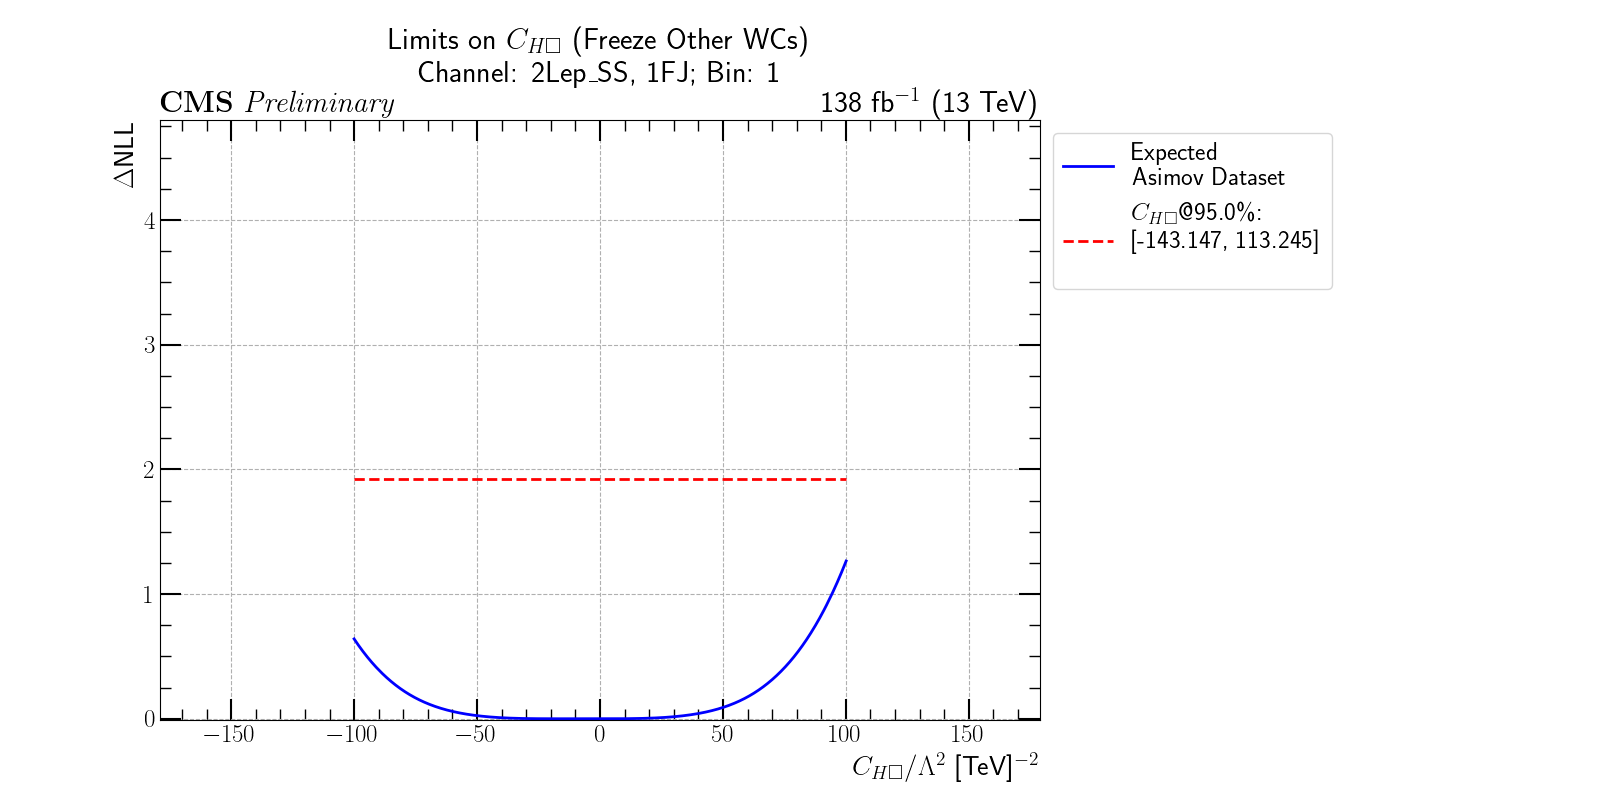 Limits on C_{H□} (Freeze Other WCs)
Channel: 2Lep_SS, 1FJ; Bin: 1
CMS Preliminary
138 fb⁻¹ (13 TeV)
ΔNLL
4
3
2
1
0
−150
−100
−50
0
50
100
150
C_{H□}/Λ² [TeV]⁻²
Expected
Asimov Dataset
C_{H□}@95.0%:
[-143.147, 113.245]